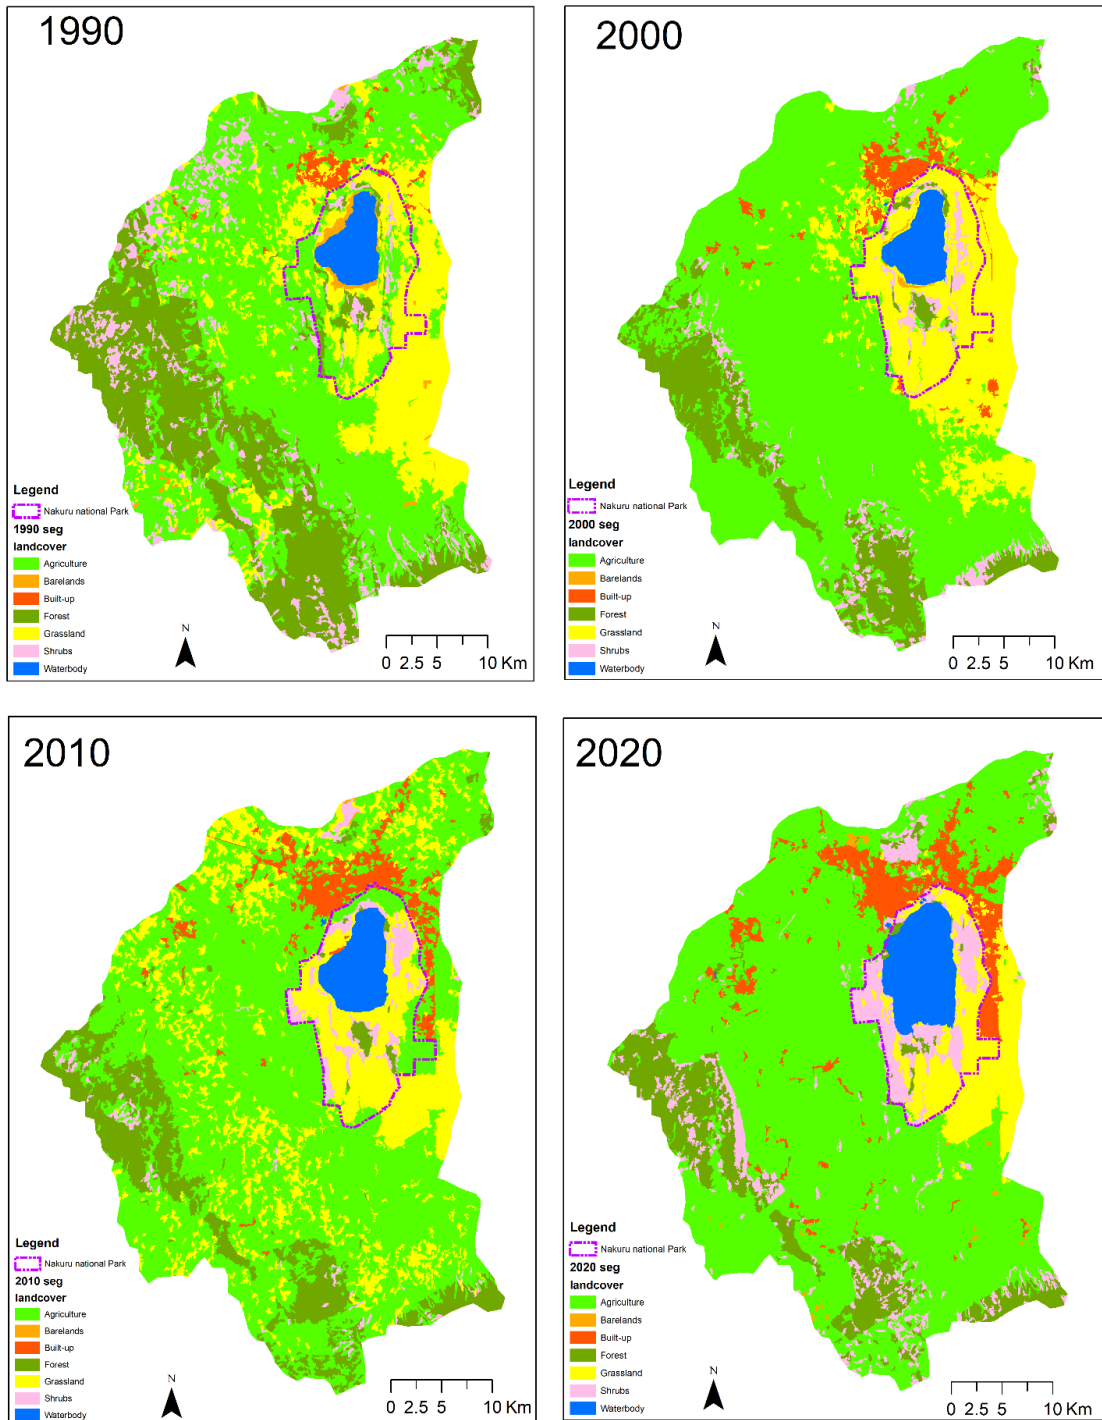 1990
N
Legend
Nakuru national Park
1990 seg
landcover
Agriculture
Barelands
Built-up
Forest
Grassland
Shrubs
Waterbody
0 2.5 5 10 Km
2000
N
Legend
Nakuru national Park
2000 seg
landcover
Agriculture
Barelands
Built-up
Forest
Grassland
Shrubs
Waterbody
0 2.5 5 10 Km
2010
N
Legend
Nakuru national Park
2010 seg
landcover
Agriculture
Barelands
Built-up
Forest
Grassland
Shrubs
Waterbody
0 2.5 5 10 Km
2020
N
Legend
Nakuru national Park
2020 seg
landcover
Agriculture
Barelands
Built-up
Forest
Grassland
Shrubs
Waterbody
0 2.5 5 10 Km